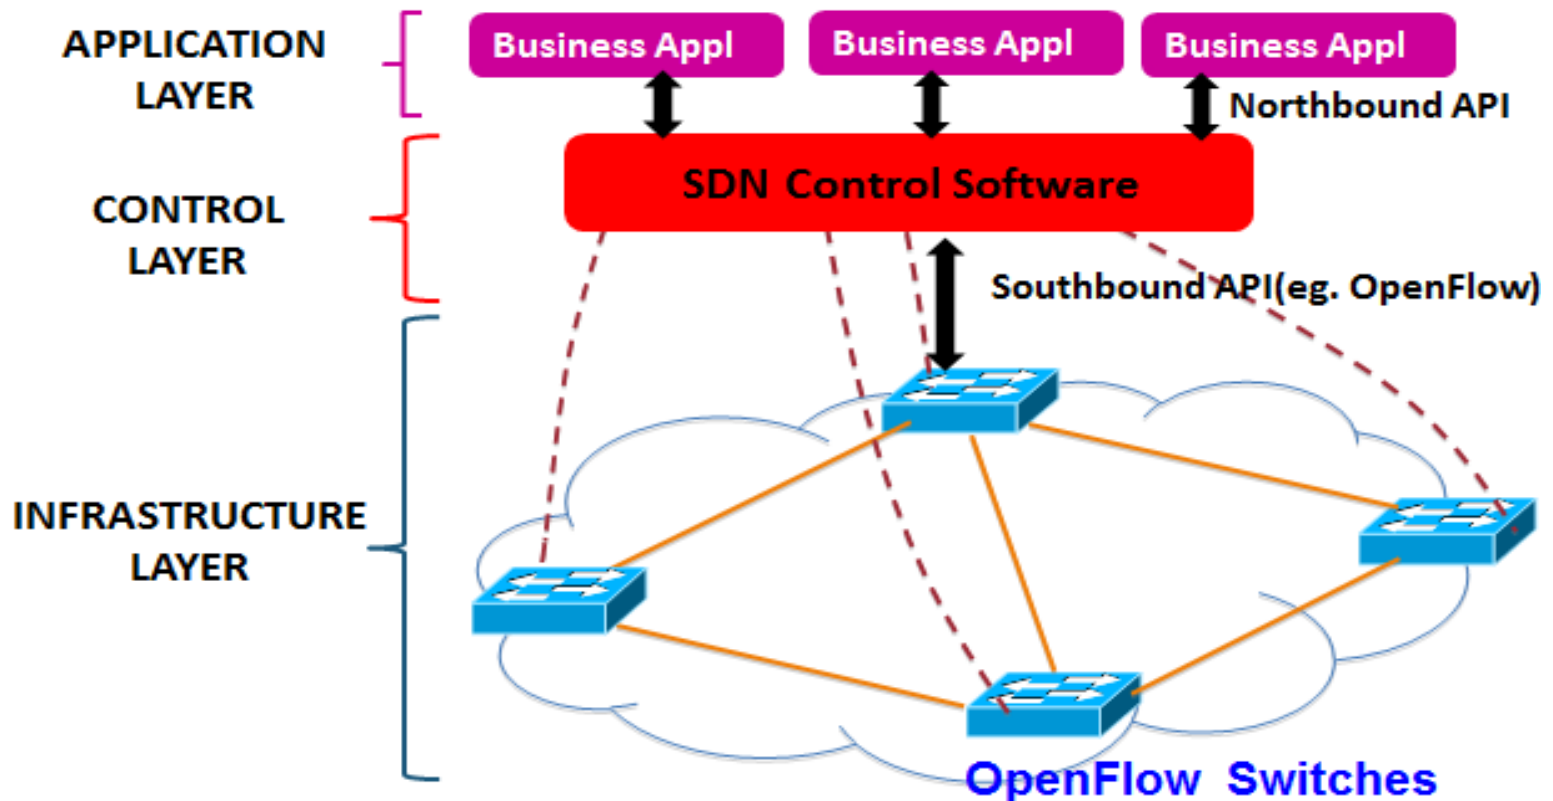 APPLICATION
LAYER
Business Appl
Business Appl
Business Appl
Northbound API
CONTROL
LAYER
SDN Control Software
Southbound API(eg. OpenFlow)
INFRASTRUCTURE
LAYER
OpenFlow Switches